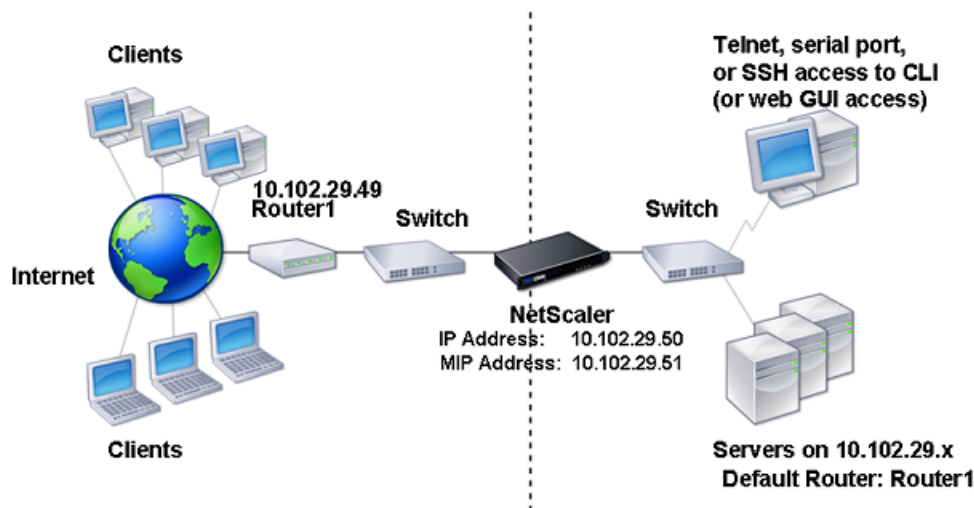 Clients
Telnet, serial port,
or SSH access to CLI
(or web GUI access)
10.102.29.49
Router1
Switch
Switch
Internet
NetScaler
IP Address: 10.102.29.50
MIP Address: 10.102.29.51
Clients
Servers on 10.102.29.x
Default Router: Router1